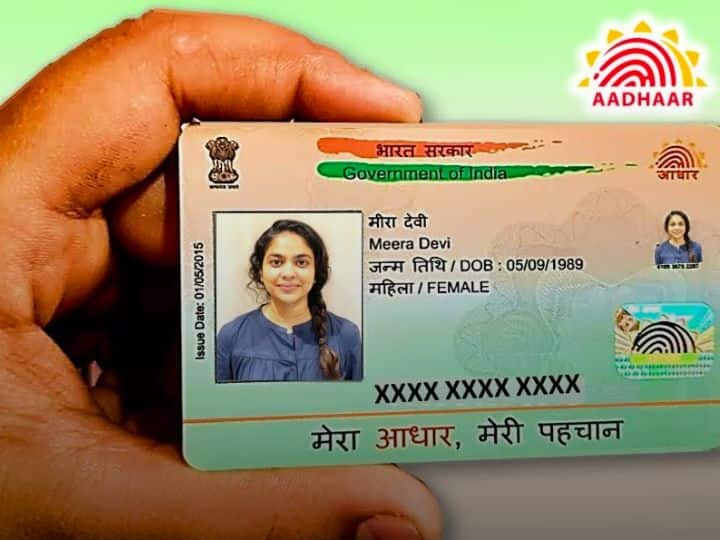 AADHAAR
भारत सरकार
Government of India
आधार
Issue Date: 01/05/2015
मीरा देवी
Meera Devi
जन्म तिथि / DOB : 05/09/1989
महिला / FEMALE
XXXX XXXX XXXX
मेरा आधार, मेरी पहचान